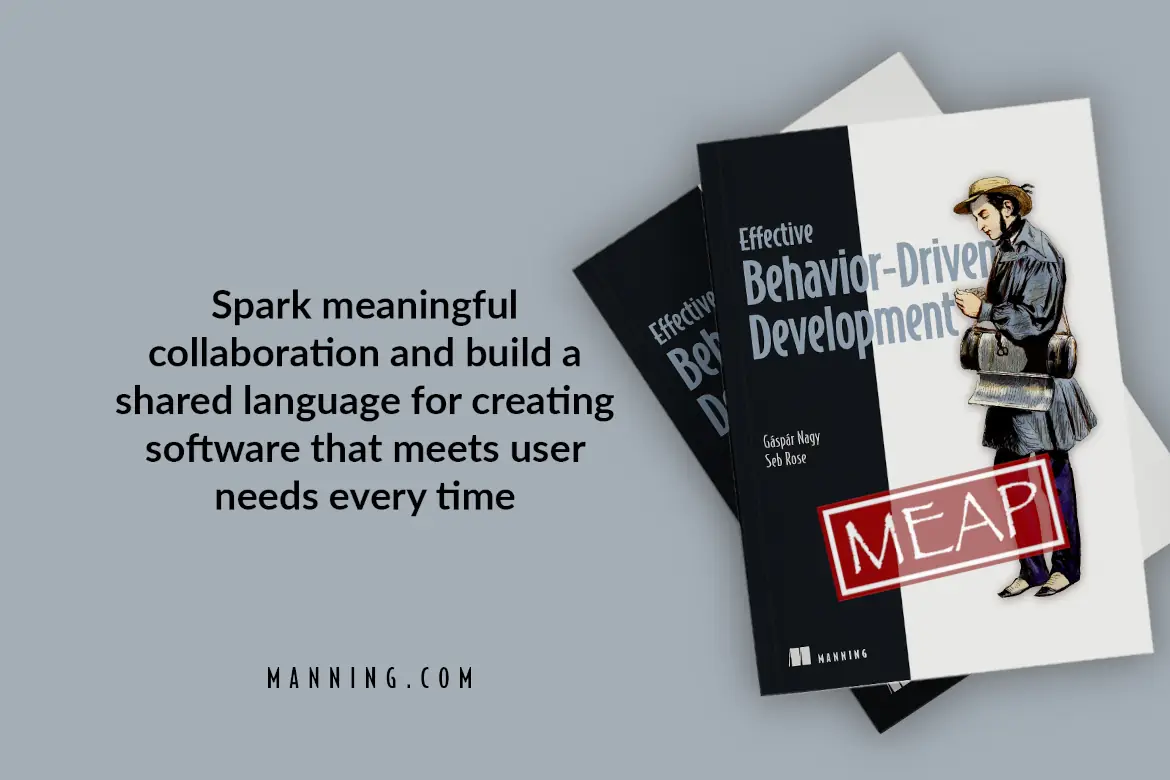 Spark meaningful
collaboration and build a
shared language for creating
software that meets user
needs every time
MANNING.COM
Effective
Behavior-Driven
Development
Gáspár Nagy
Seb Rose
MEAP
MANNING
Effective
Beh
D